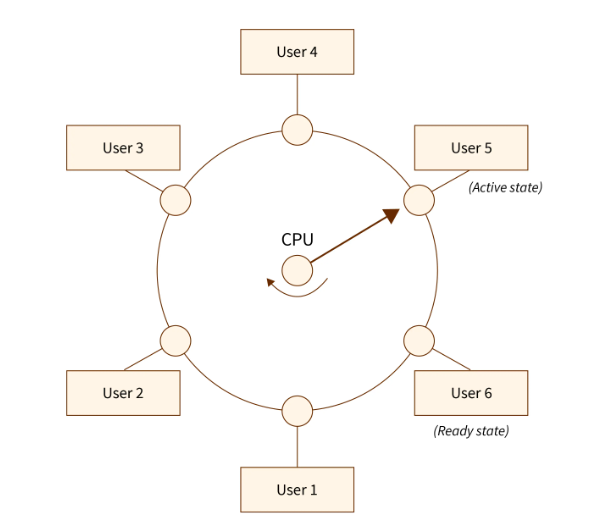 User 4
User 3
User 5
(Active state)
CPU
User 2
User 6
(Ready state)
User 1